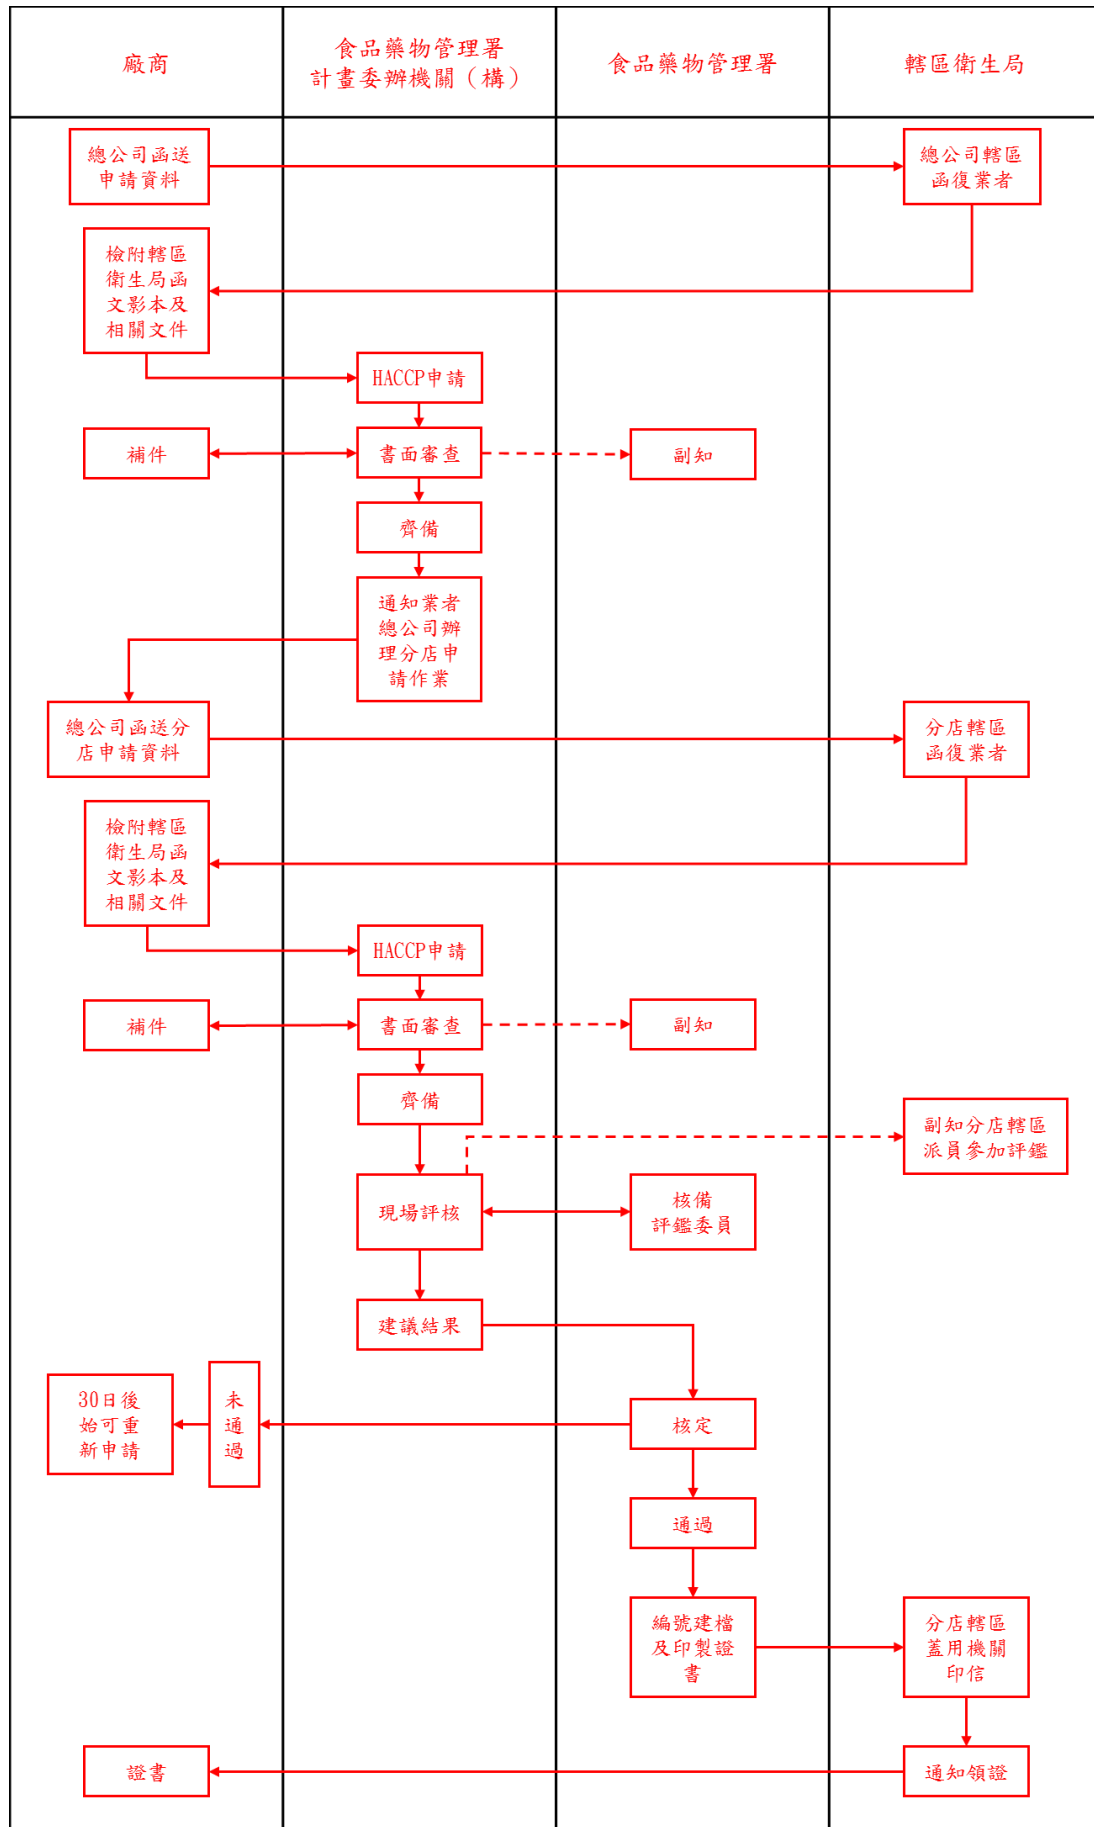 廠商
食品藥物管理署
計畫委辦機關（構）
食品藥物管理署
轄區衛生局
總公司函送
申請資料
總公司轄區
函復業者
檢附轄區
衛生局函
文影本及
相關文件
HACCP申請
補件
書面審查
副知
齊備
通知業者
總公司辦
理分店申
請作業
總公司函送分
店申請資料
分店轄區
函復業者
檢附轄區
衛生局函
文影本及
相關文件
HACCP申請
補件
書面審查
副知
齊備
副知分店轄區
派員參加評鑑
現場評核
核備
評鑑委員
建議結果
30日後
始可重
新申請
未
通
過
核定
通過
編號建檔
及印製證
書
分店轄區
蓋用機關
印信
證書
通知領證